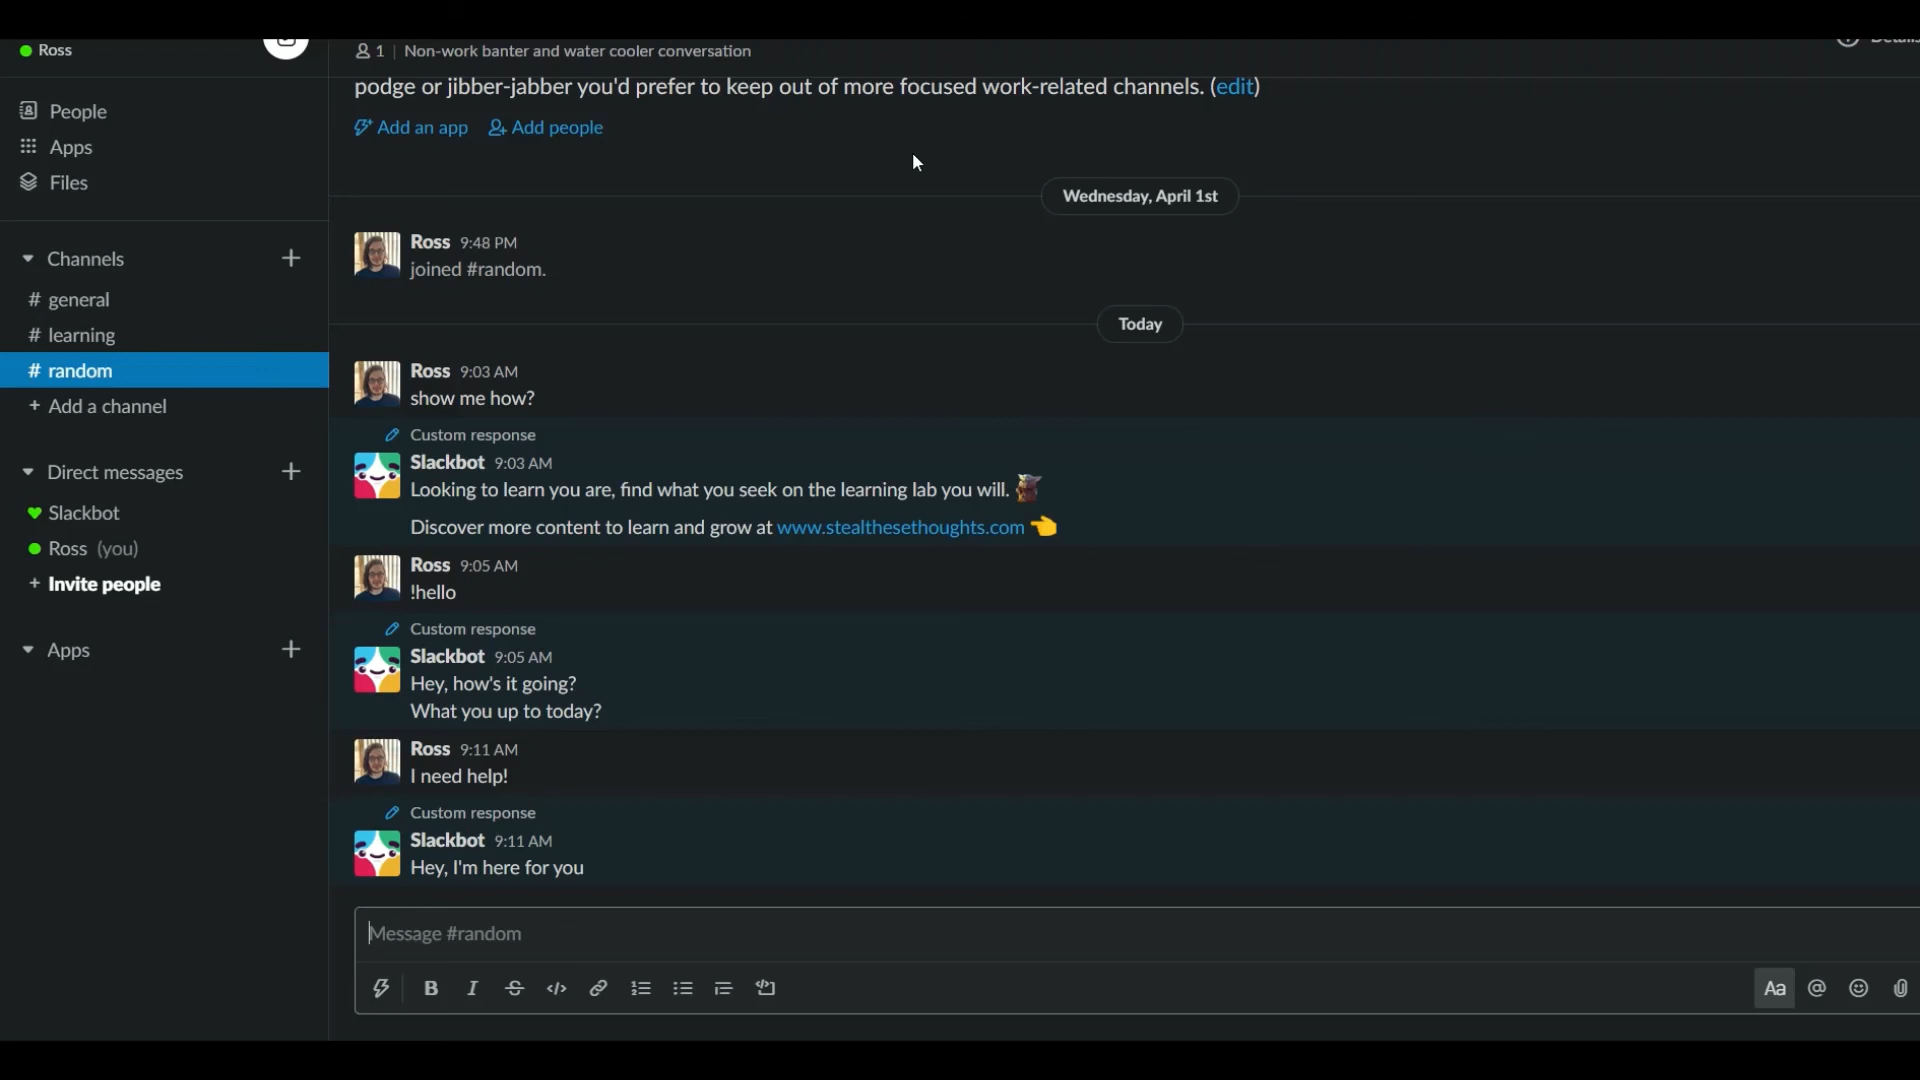 Ross
1 | Non-work banter and water cooler conversation
People
Apps
Files
Channels
# general
# learning
# random
+ Add a channel
Direct messages
Slackbot
Ross (you)
+ Invite people
Apps
podge or jibber-jabber you'd prefer to keep out of more focused work-related channels. (edit)
Add an app Add people
Wednesday, April 1st
Ross 9:48 PM
joined #random.
Today
Ross 9:03 AM
show me how?
Custom response
Slackbot 9:03 AM
Looking to learn you are, find what you seek on the learning lab you will.
Discover more content to learn and grow at www.stealthesethoughts.com 👈
Ross 9:05 AM
!hello
Custom response
Slackbot 9:05 AM
Hey, how's it going?
What you up to today?
Ross 9:11 AM
I need help!
Custom response
Slackbot 9:11 AM
Hey, I'm here for you
Message #random
B I S </>
Aa @